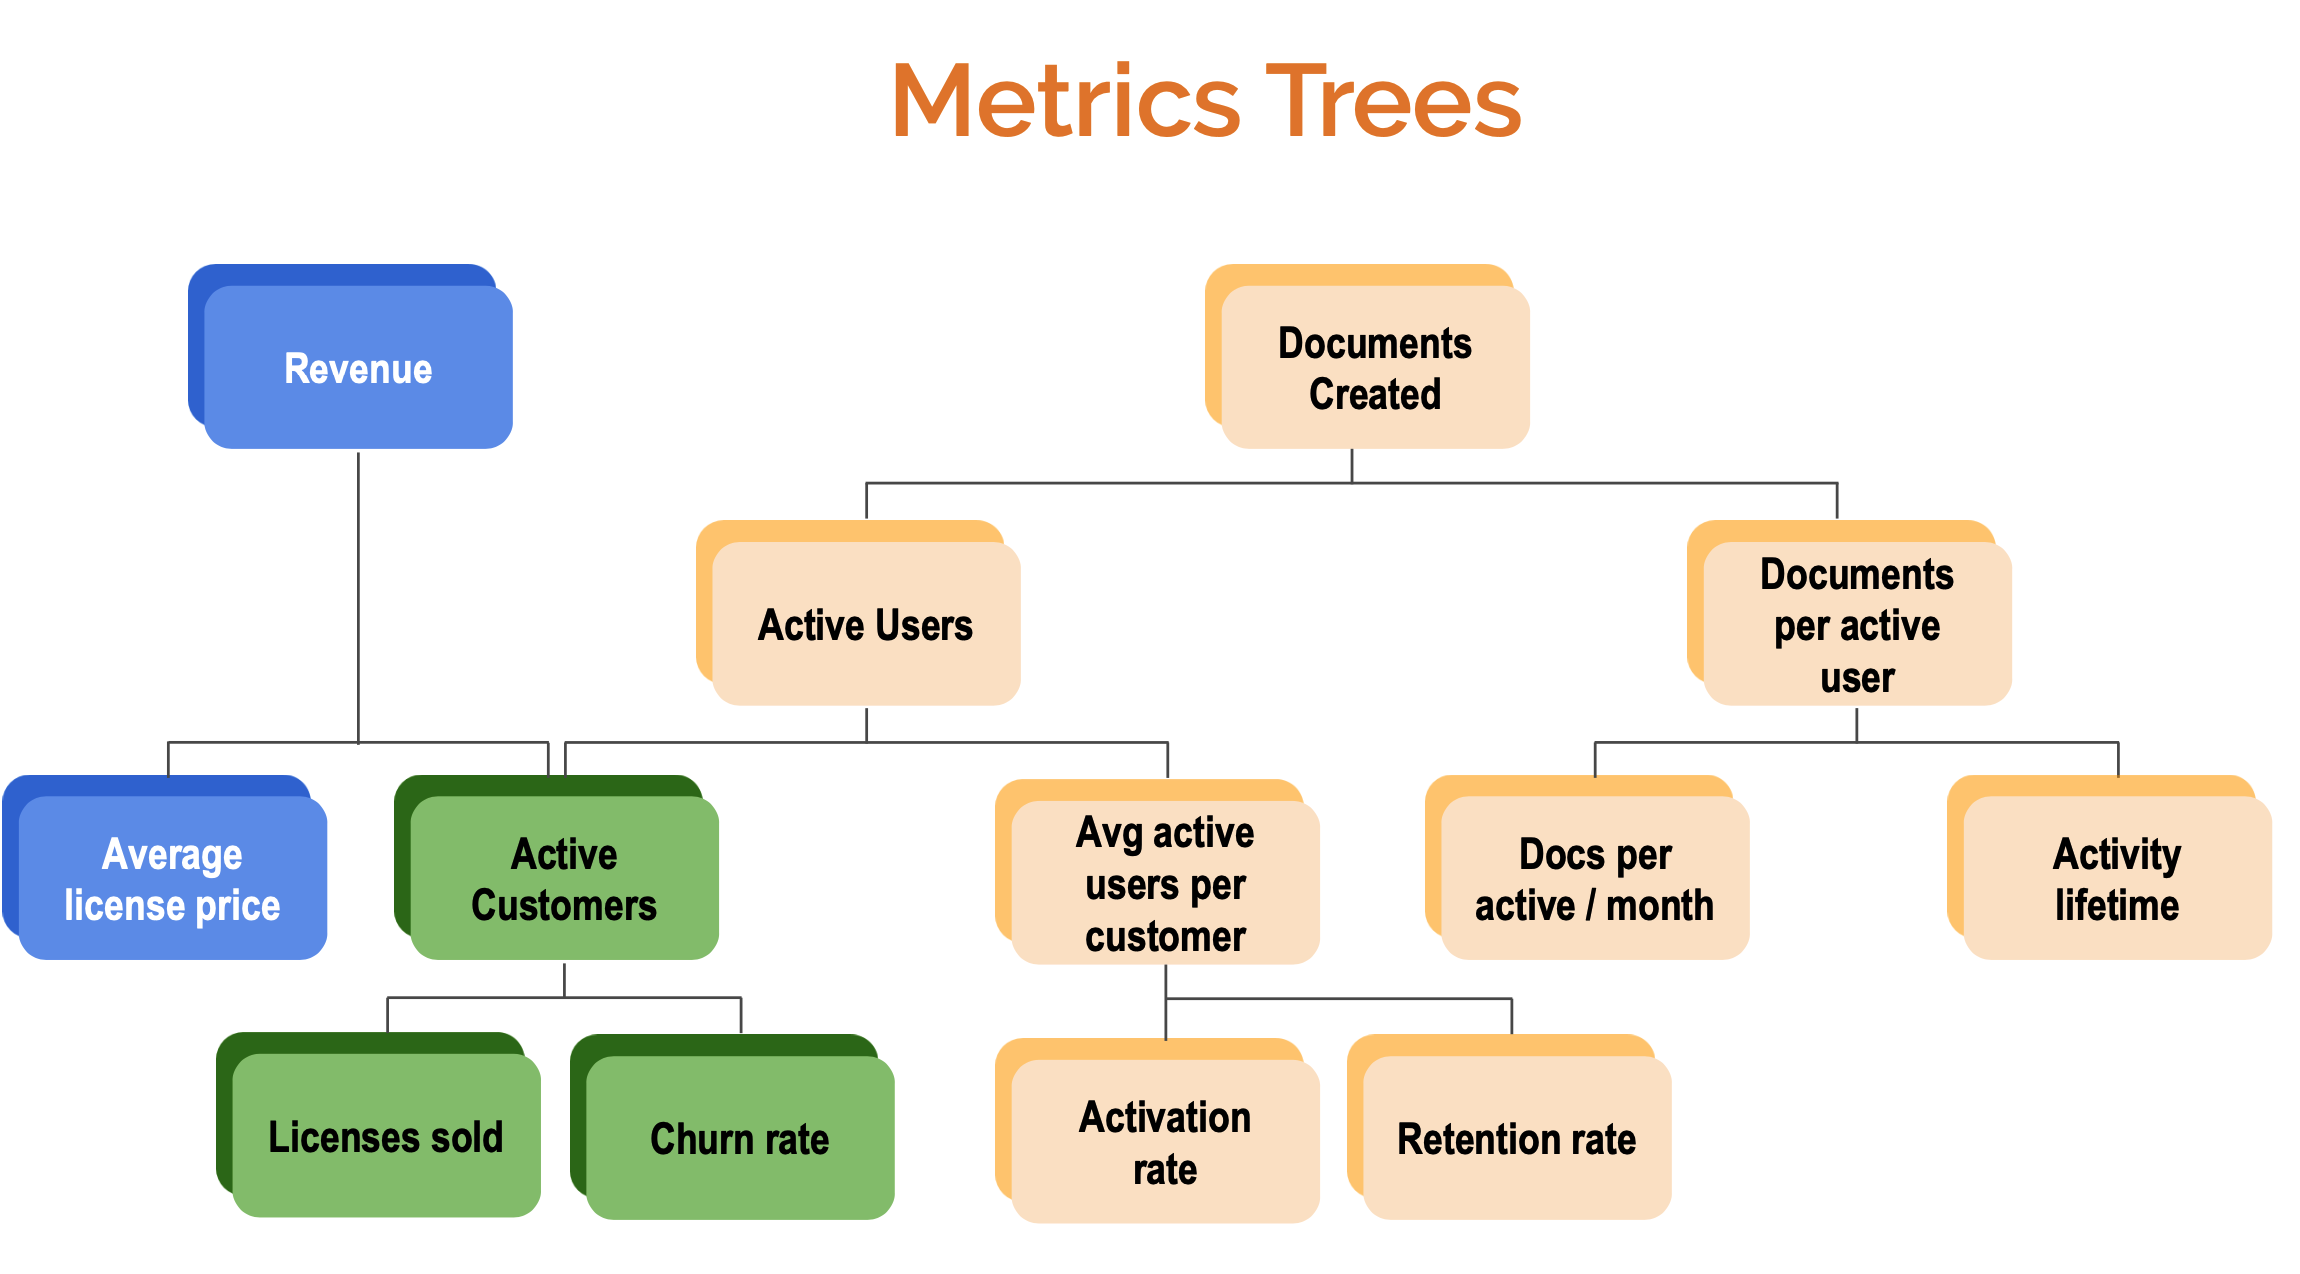 Metrics Trees
Revenue
Documents
Created
Active Users
Documents
per active
user
Average
license price
Active
Customers
Avg active
users per
customer
Docs per
active / month
Activity
lifetime
Licenses sold
Churn rate
Activation
rate
Retention rate